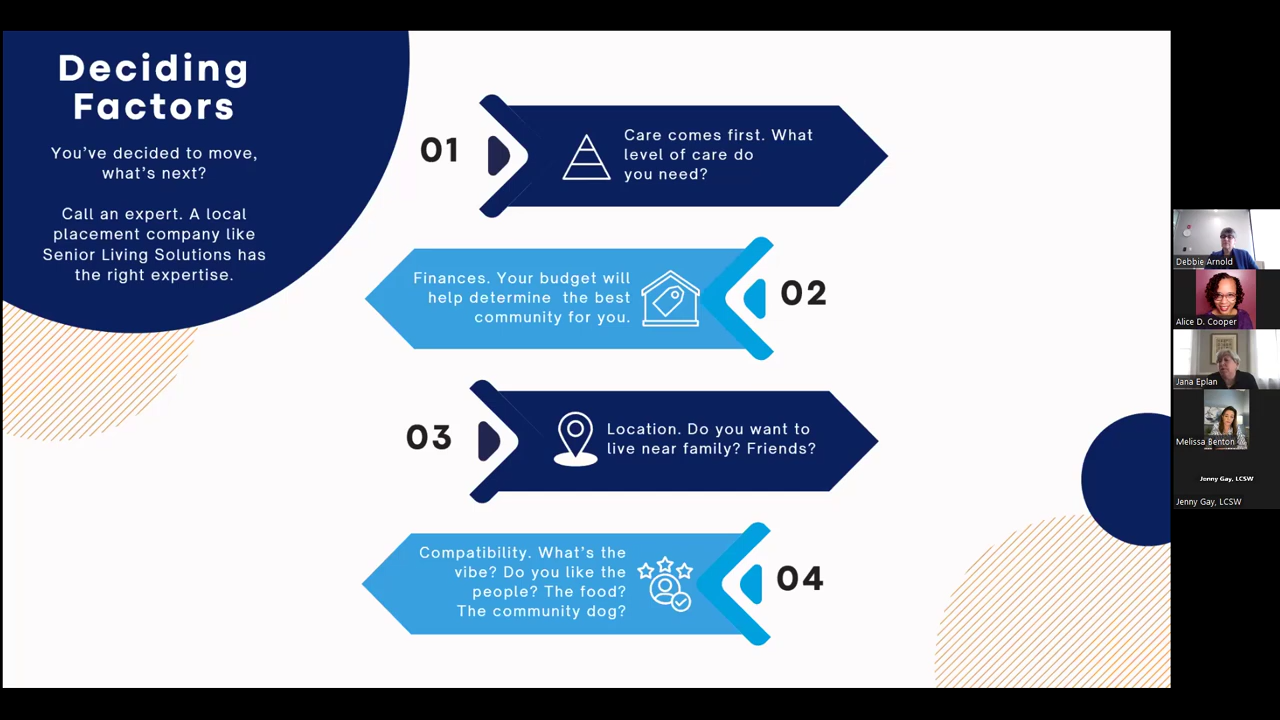 Deciding
Factors
You've decided to move,
what's next?
Call an expert. A local
placement company like
Senior Living Solutions has
the right expertise.
01
Care comes first. What
level of care do
you need?
Finances. Your budget will
help determine the best
community for you.
02
03
Location. Do you want to
live near family? Friends?
Compatibility. What's the
vibe? Do you like the
people? The food?
The community dog?
04
Debbie Arnold
Alice D. Cooper
Jana Eplan
Melissa Benton
Jenny Gay, LCSW
Jenny Gay, LCSW